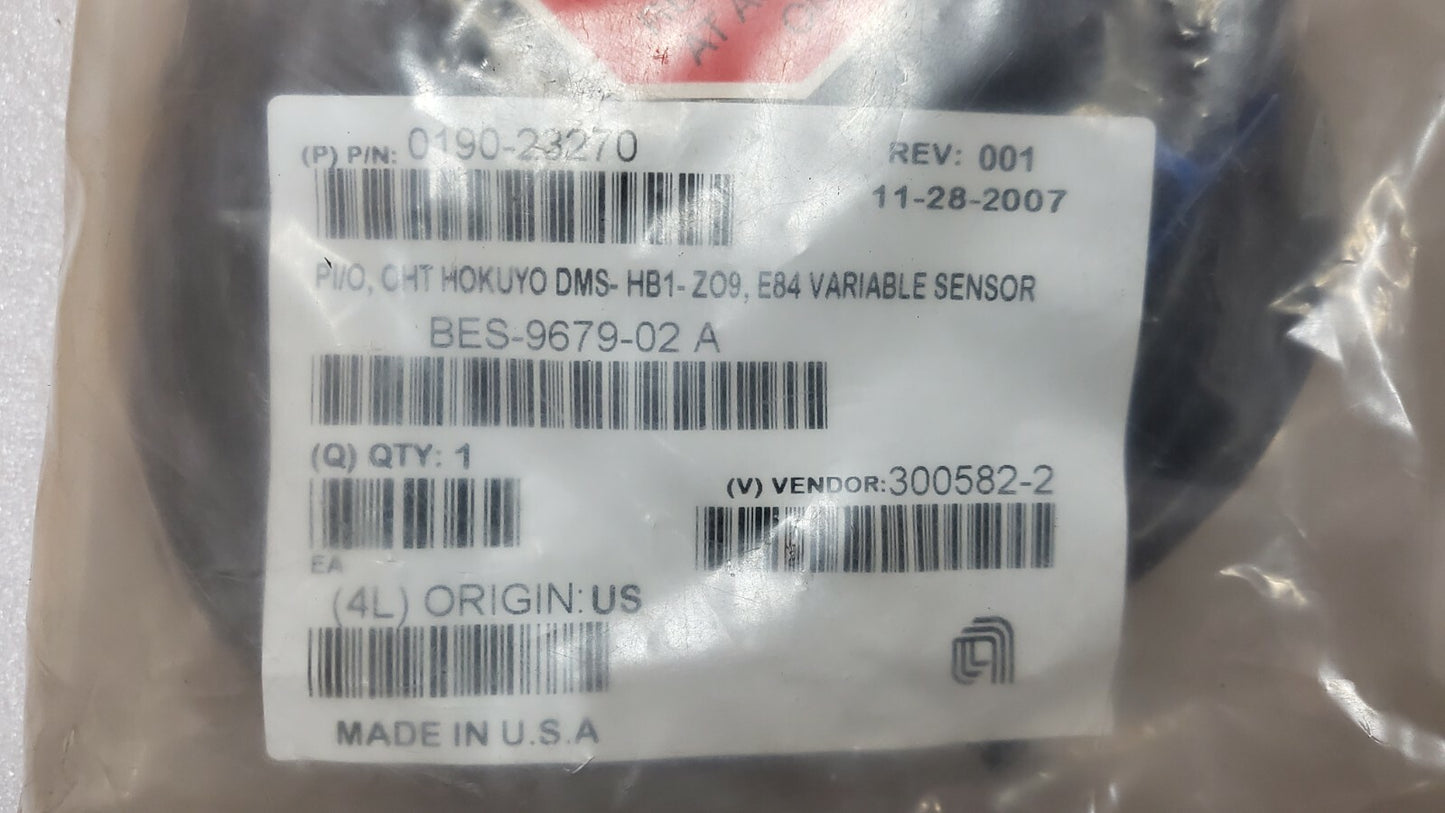 AT A
(P) P/N: 0190-23270
REV: 001
11-28-2007
PI/O, OHT HOKUYO DMS- HB1- ZO9, E84 VARIABLE SENSOR
BES-9679-02 A
(Q) QTY: 1
(V) VENDOR: 300582-2
EA
(4L) ORIGIN: US
MADE IN U.S.A